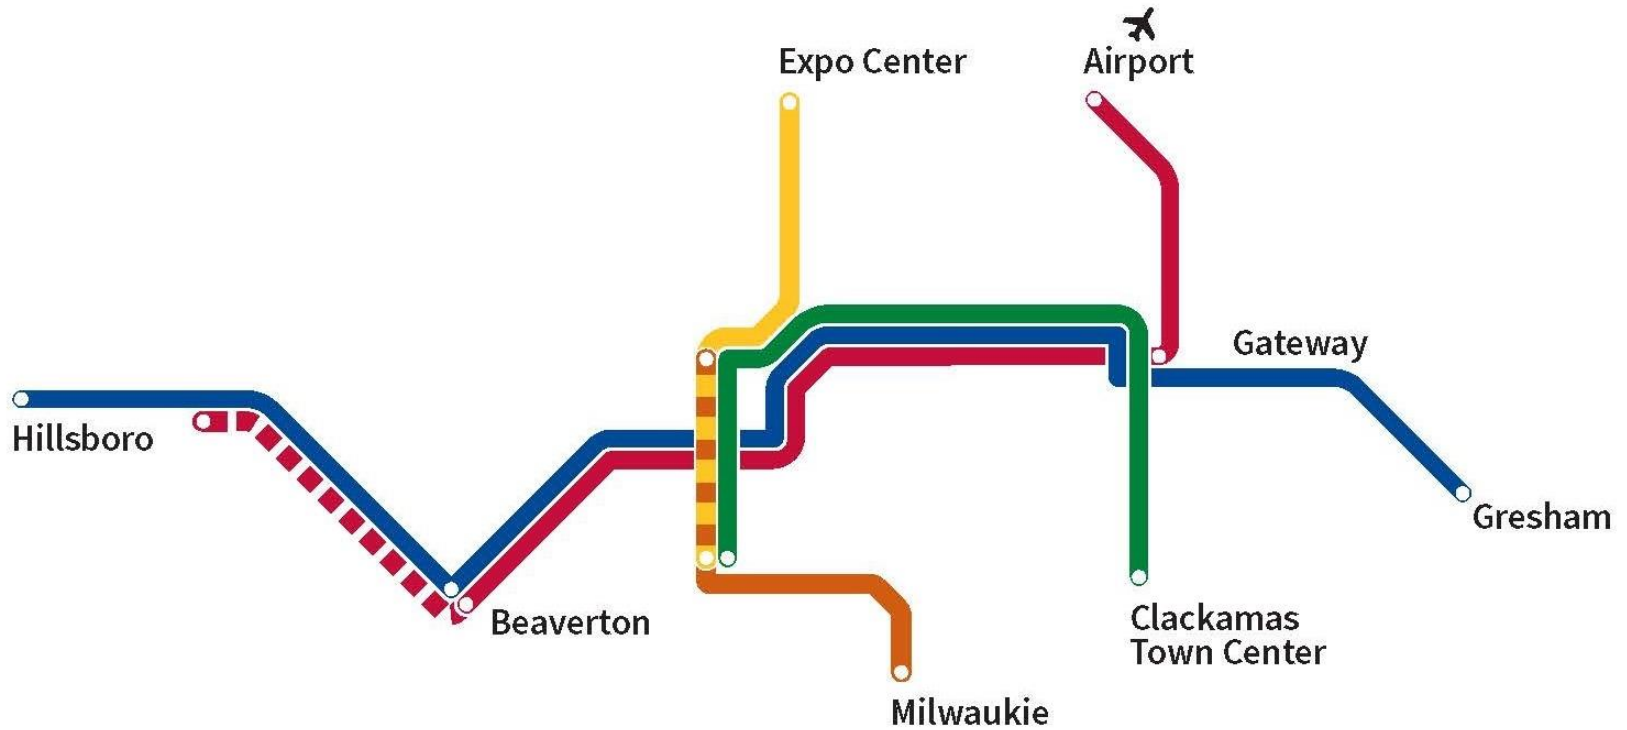 Expo Center
Airport
Gateway
Hillsboro
Gresham
Beaverton
Clackamas
Town Center
Milwaukie